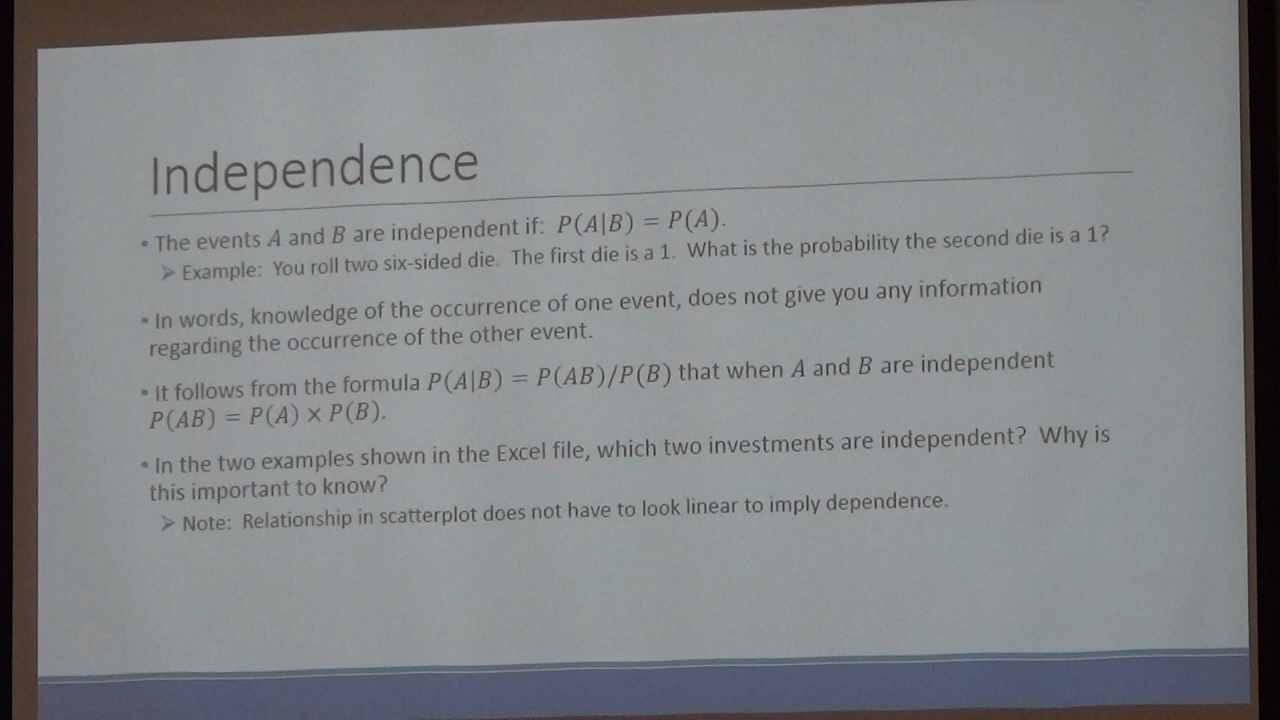 Independence
• The events A and B are independent if: P(A|B) = P(A).
➢ Example: You roll two six-sided die. The first die is a 1. What is the probability the second die is a 1?
• In words, knowledge of the occurrence of one event, does not give you any information
regarding the occurrence of the other event.
• It follows from the formula P(A|B) = P(AB)/P(B) that when A and B are independent
P(AB) = P(A) × P(B).
• In the two examples shown in the Excel file, which two investments are independent? Why is
this important to know?
➢ Note: Relationship in scatterplot does not have to look linear to imply dependence.